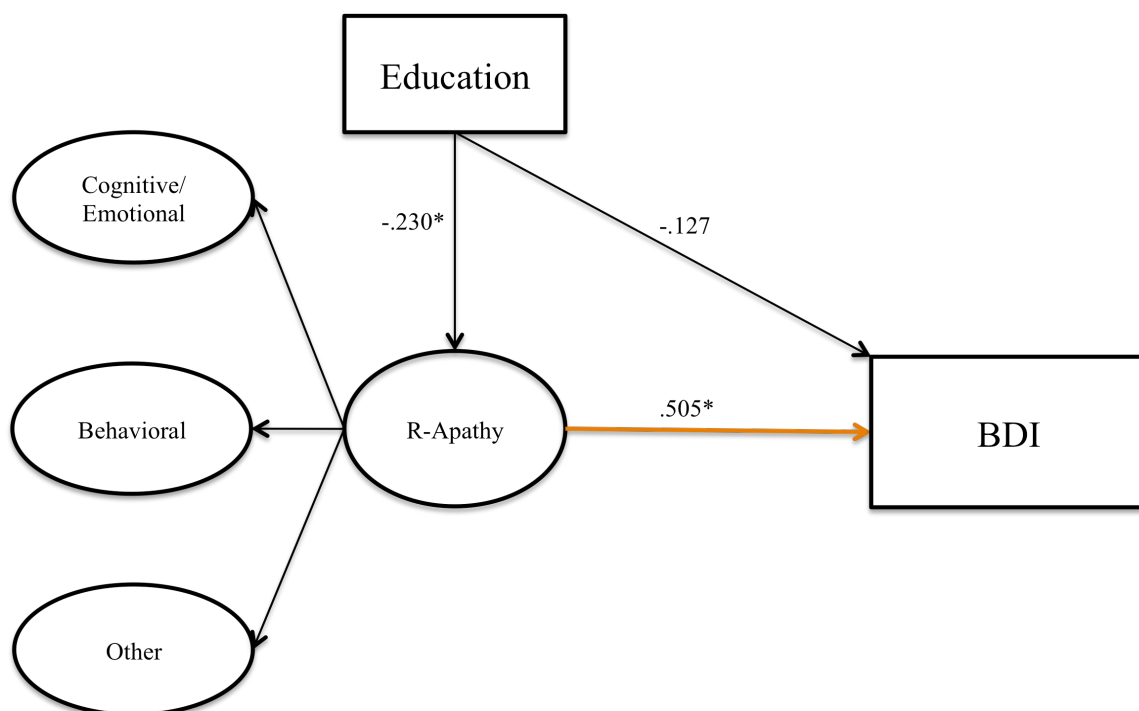 Education
Cognitive/
Emotional
-.230*
-.127
Behavioral
R-Apathy
.505*
BDI
Other